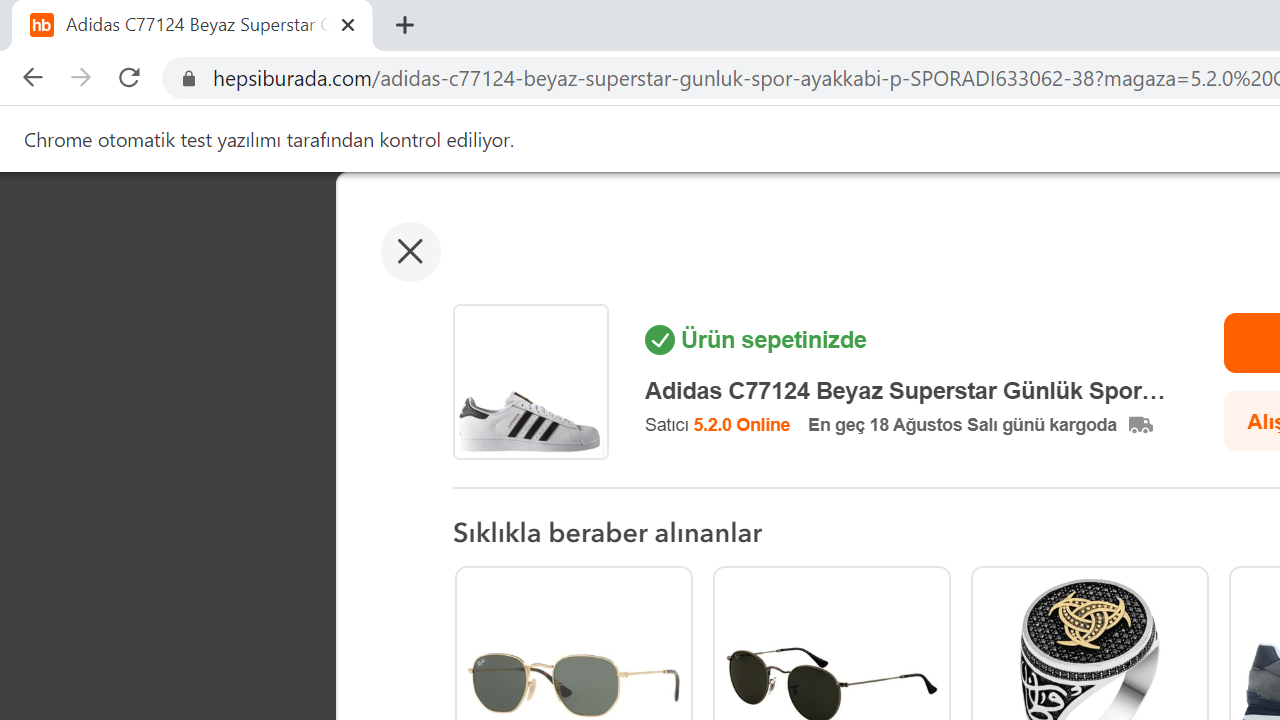 hb Adidas C77124 Beyaz Superstar
hepsiburada.com/adidas-c77124-beyaz-superstar-gunluk-spor-ayakkabi-p-SPORADI633062-38?magaza=5.2.0%20
Chrome otomatik test yazılımı tarafından kontrol ediliyor.
Ürün sepetinizde
Adidas C77124 Beyaz Superstar Günlük Spor…
Satıcı 5.2.0 Online En geç 18 Ağustos Salı günü kargoda
Alış
Sıklıkla beraber alınanlar